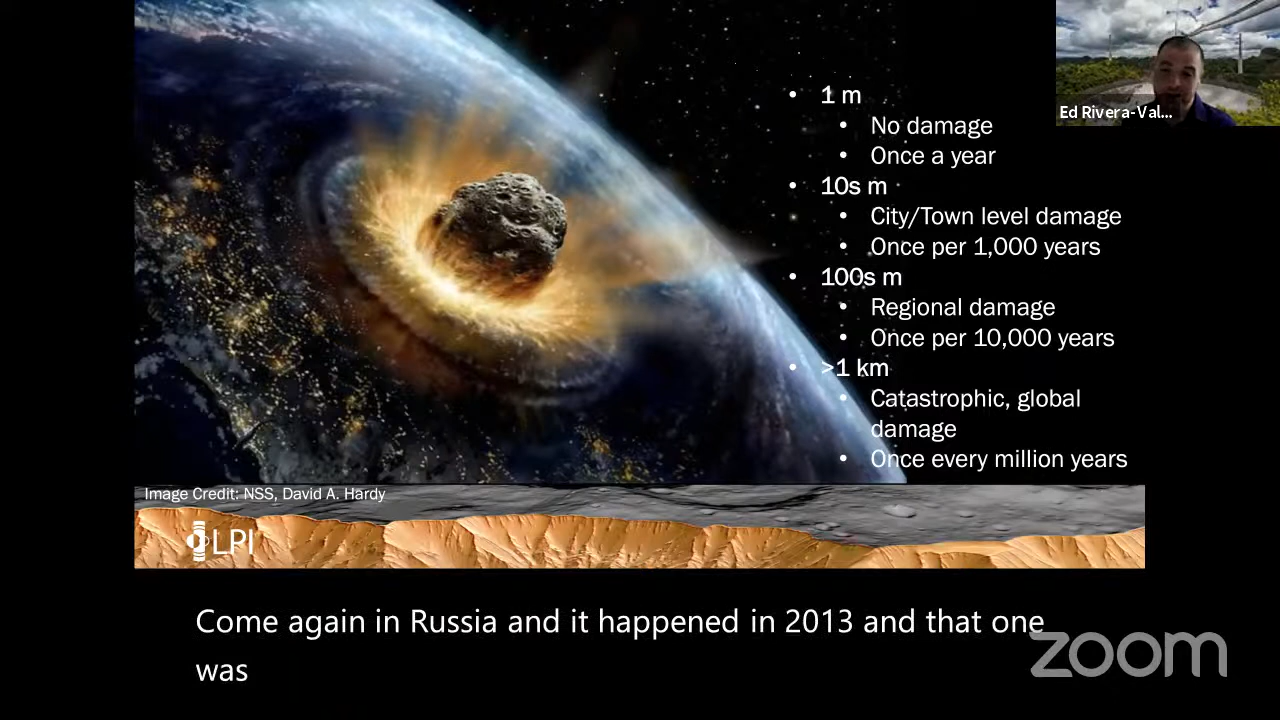 • 1 m
• No damage
• Once a year
• 10s m
• City/Town level damage
• Once per 1,000 years
• 100s m
• Regional damage
• Once per 10,000 years
• >1 km
• Catastrophic, global
damage
• Once every million years
Ed Rivera-Val...
Image Credit: NSS, David A. Hardy
LPI
Come again in Russia and it happened in 2013 and that one
was
zoom